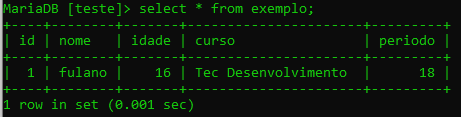 MariaDB [teste]> select * from exemplo;
+----+--------+-------+---------------------+---------+
| id | nome   | idade | curso               | periodo |
+----+--------+-------+---------------------+---------+
|  1 | fulano |    16 | Tec Desenvolvimento |      18 |
+----+--------+-------+---------------------+---------+
1 row in set (0.001 sec)